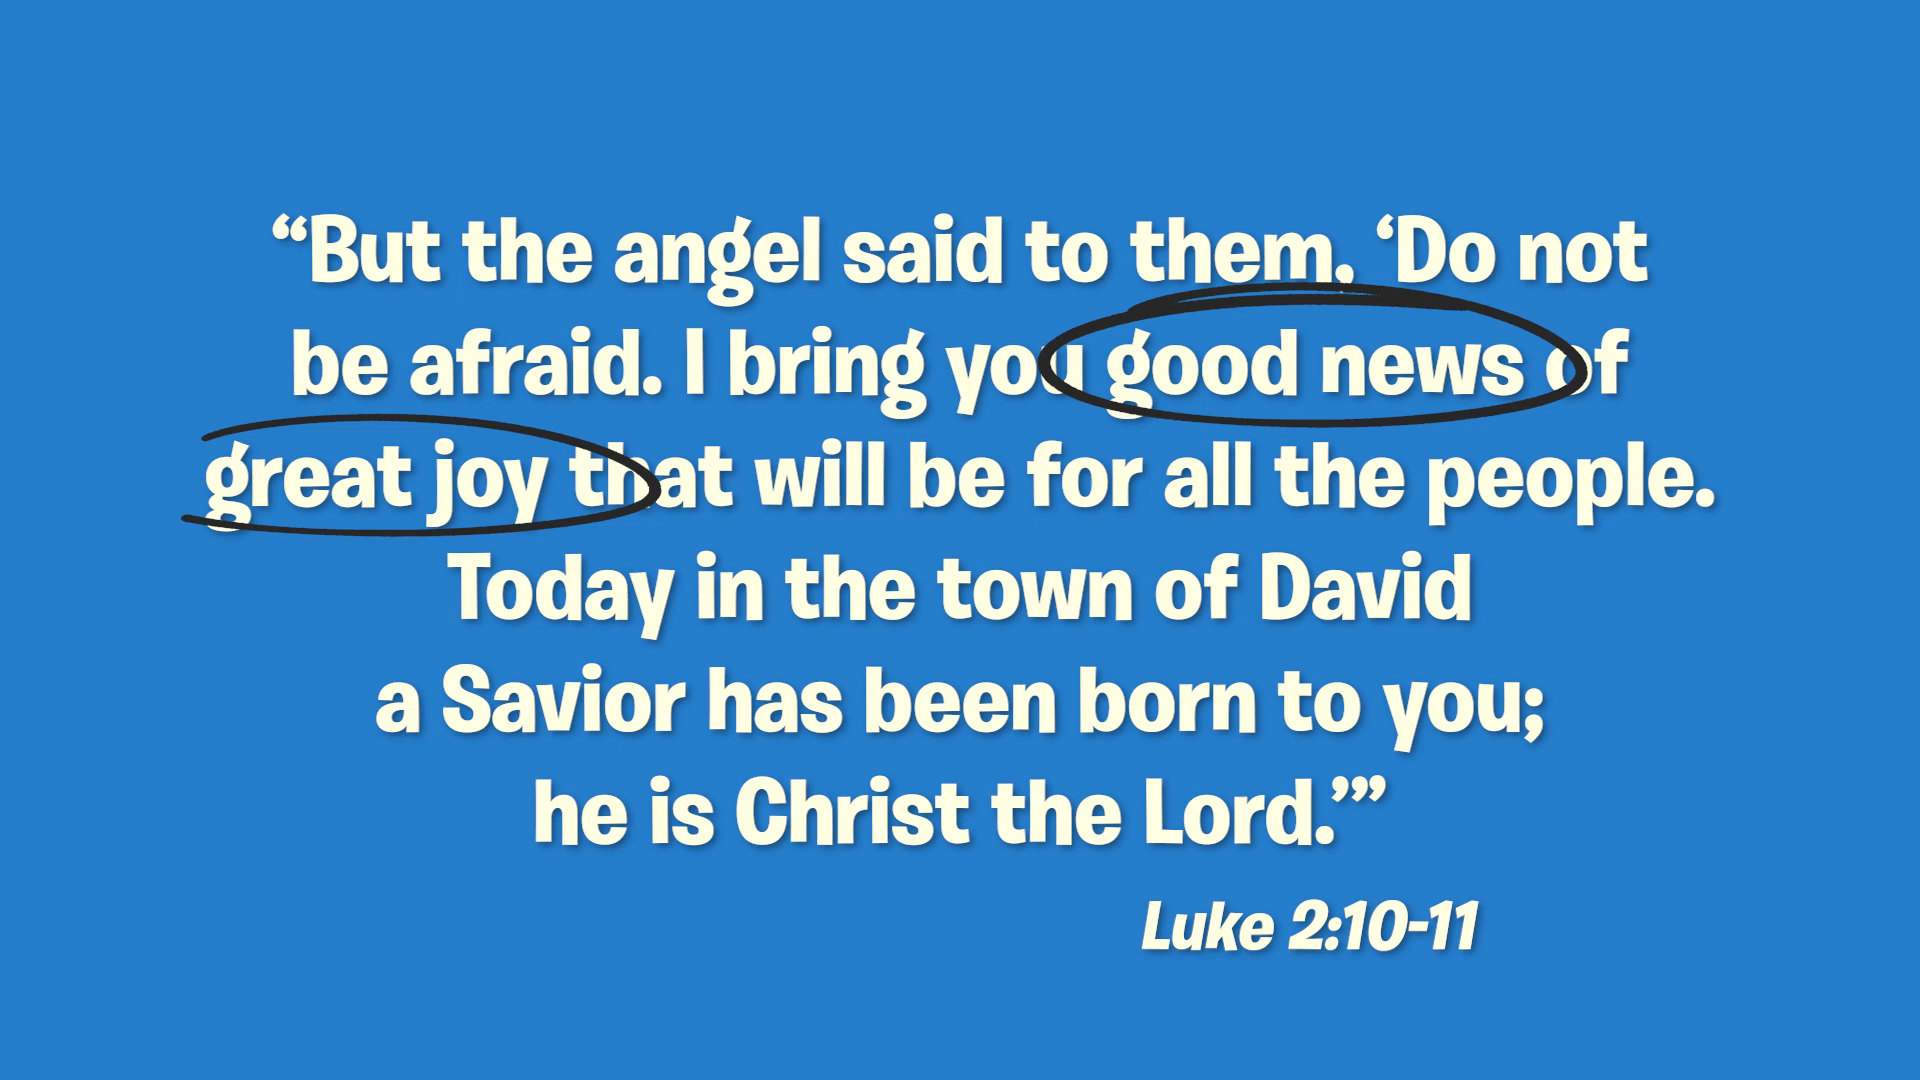 “But the angel said to them, ‘Do not
be afraid. I bring you good news of
great joy that will be for all the people.
Today in the town of David
a Savior has been born to you;
he is Christ the Lord.’”
Luke 2:10-11